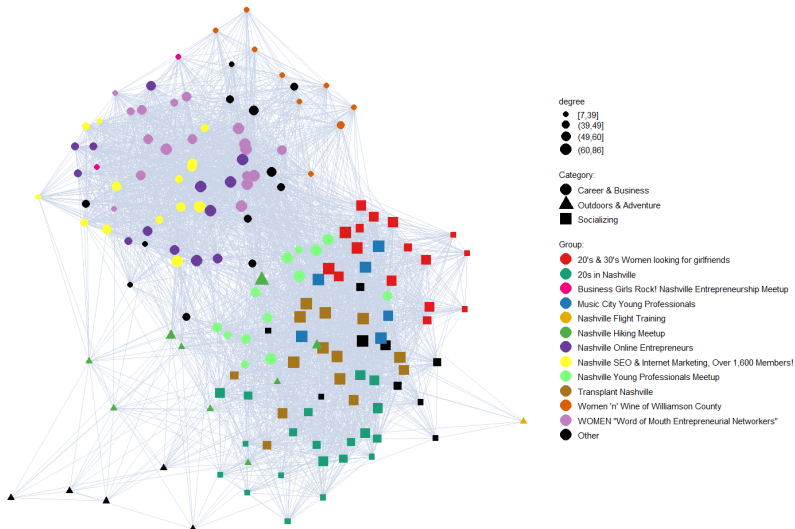 degree
[7,39]
(39,49]
(49,60]
(60,86]
Category:
Career & Business
Outdoors & Adventure
Socializing
Group:
20's & 30's Women looking for girlfriends
20s in Nashville
Business Girls Rock! Nashville Entrepreneurship Meetup
Music City Young Professionals
Nashville Flight Training
Nashville Hiking Meetup
Nashville Online Entrepreneurs
Nashville SEO & Internet Marketing, Over 1,600 Members!
Nashville Young Professionals Meetup
Transplant Nashville
Women 'n' Wine of Williamson County
WOMEN "Word of Mouth Entrepreneurial Networkers"
Other